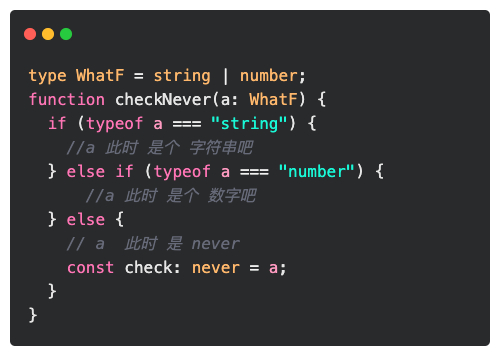 type WhatF = string | number;
function checkNever(a: WhatF) {
  if (typeof a === "string") {
    //a 此时 是个 字符串吧
  } else if (typeof a === "number") {
      //a 此时 是个 数字吧
  } else {
    // a  此时 是 never
    const check: never = a;
  }
}